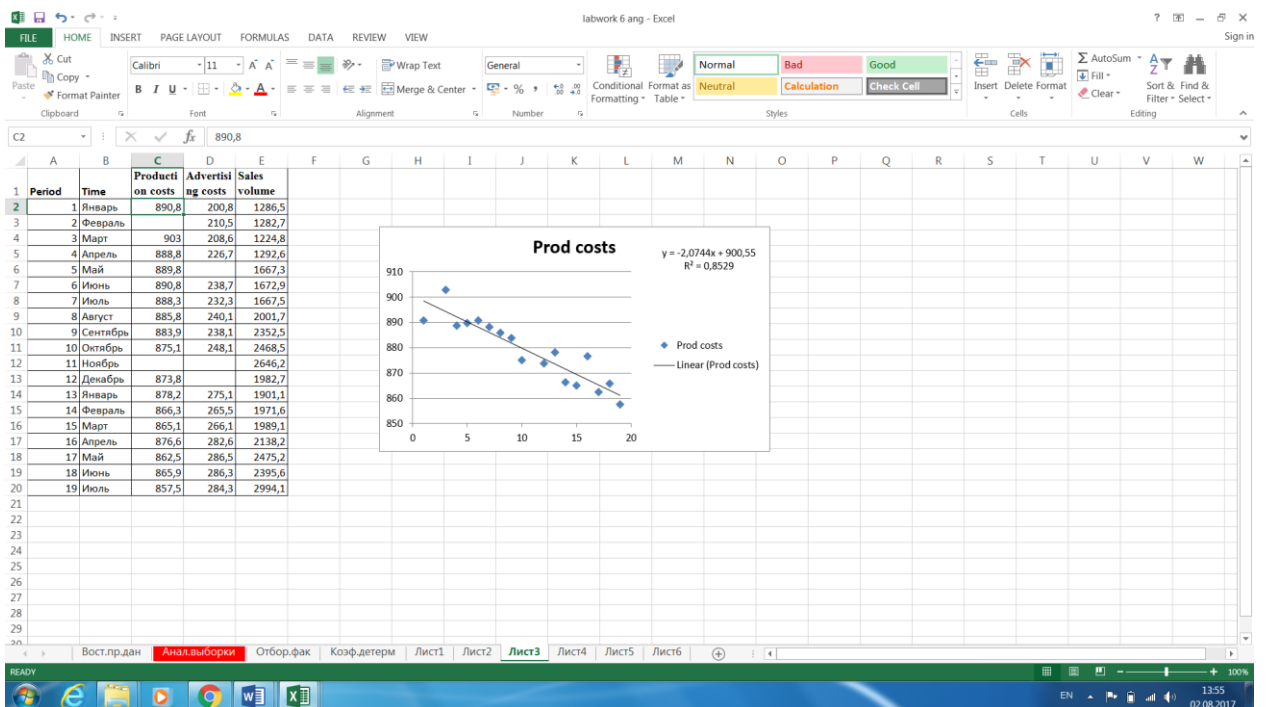 labwork 6 ang - Excel
? Sign in
FILE HOME INSERT PAGE LAYOUT FORMULAS DATA REVIEW VIEW
Cut
Copy
Format Painter
Paste
Clipboard
Calibri 11
B I U
Font
Wrap Text
Merge & Center
Alignment
General
% ,
Number
Conditional Formatting
Format as Table
Normal Bad Good
Neutral Calculation Check Cell
Styles
Insert Delete Format
Cells
AutoSum
Fill
Clear
Sort & Filter
Find & Select
Editing
C2 fx 890,8
A B C D E F G H I J K L M N O P Q R S T U V W
1 Period Time Producti on costs Advertisi ng costs Sales volume
2 1 Январь 890,8 200,8 1286,5
3 2 Февраль 210,5 1282,7
4 3 Март 903 208,6 1224,8
5 4 Апрель 888,8 226,7 1292,6
6 5 Май 889,8 1667,3
7 6 Июнь 890,8 238,7 1672,9
8 7 Июль 888,3 232,3 1667,5
9 8 Август 885,8 240,1 2001,7
10 9 Сентябрь 883,9 238,1 2352,5
11 10 Октябрь 875,1 248,1 2468,5
12 11 Ноябрь 2646,2
13 12 Декабрь 873,8 1982,7
14 13 Январь 878,2 275,1 1901,1
15 14 Февраль 866,3 265,5 1971,6
16 15 Март 865,1 266,1 1989,1
17 16 Апрель 876,6 282,6 2138,2
18 17 Май 862,5 286,5 2475,2
19 18 Июнь 865,9 286,3 2395,6
20 19 Июль 857,5 284,3 2994,1
21
22
23
24
25
26
27
28
29
30
Prod costs
y = -2,0744x + 900,55
R² = 0,8529
910
900
890
880
870
860
850
0 5 10 15 20
Prod costs
Linear (Prod costs)
Вост.пр.дан Анал.выборки Отбор.фак Коэф.детерм Лист1 Лист2 Лист3 Лист4 Лист5 Лист6
READY 100%
EN 13:55
02.08.2017